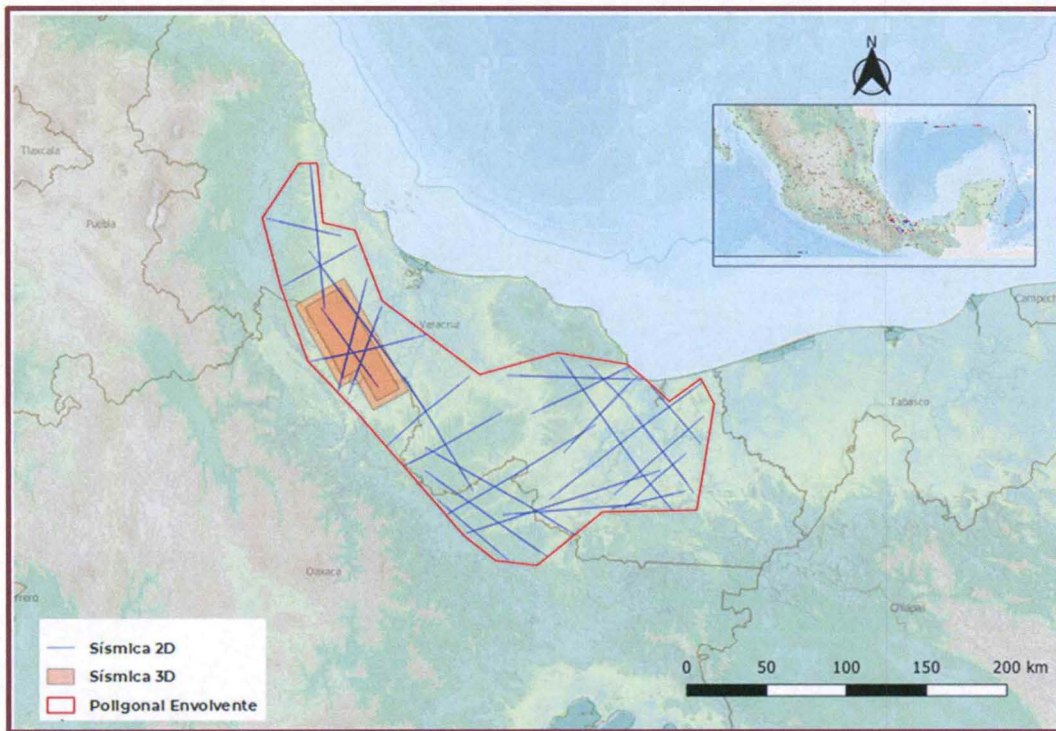 N
Tlaxcala
Puebla
Veracruz
Campech
Tabasco
Oaxaca
rrero
Chiapas
Sísmica 2D
Sísmica 3D
Poligonal Envolvente
0 50 100 150 200 km